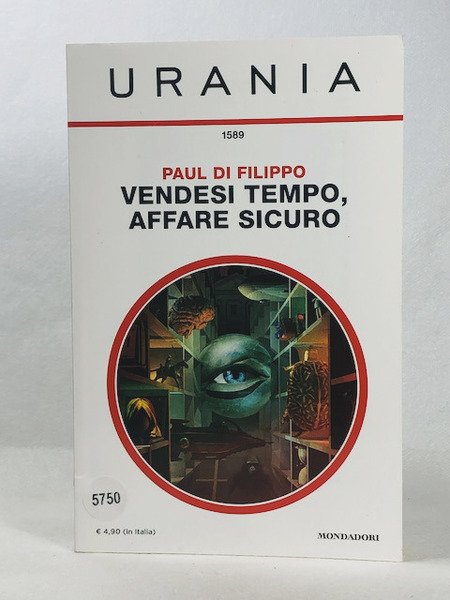 URANIA
1589
PAUL DI FILIPPO
VENDESI TEMPO,
AFFARE SICURO
5750
€ 4,90 (in Italia)
MONDADORI